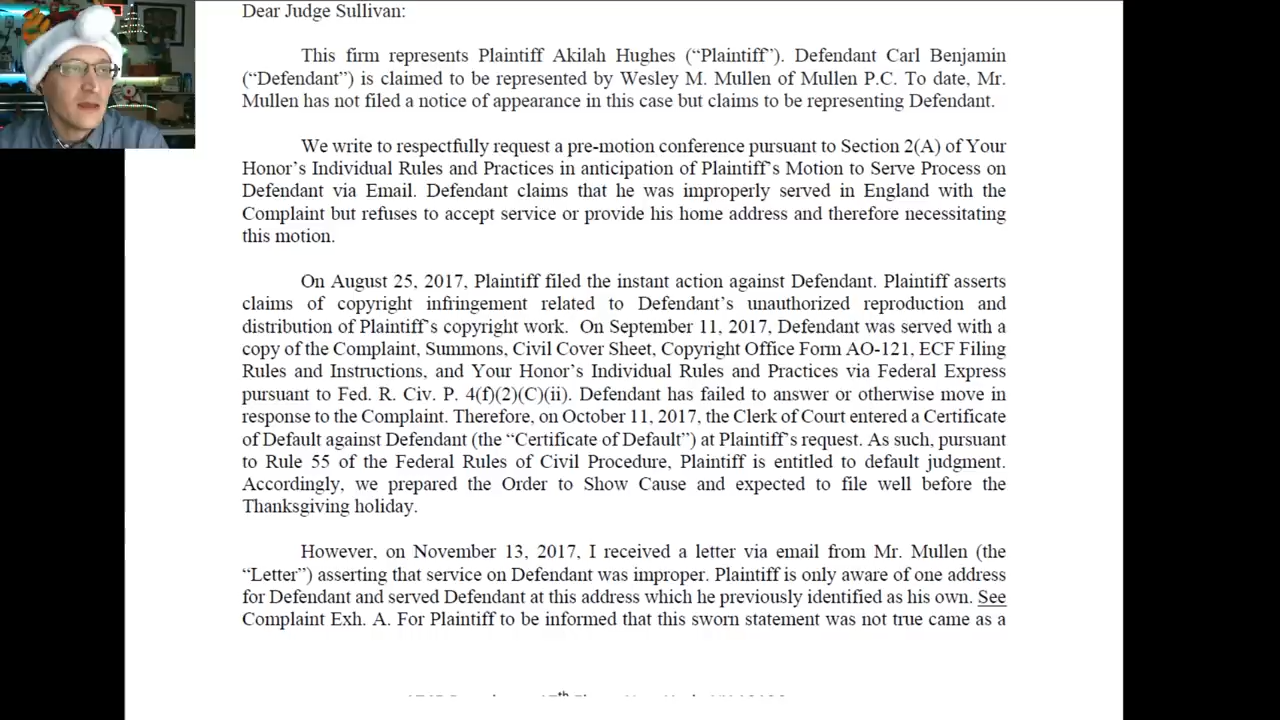 Dear Judge Sullivan:
This firm represents Plaintiff Akilah Hughes (“Plaintiff”). Defendant Carl Benjamin
(“Defendant”) is claimed to be represented by Wesley M. Mullen of Mullen P.C. To date, Mr.
Mullen has not filed a notice of appearance in this case but claims to be representing Defendant.
We write to respectfully request a pre-motion conference pursuant to Section 2(A) of Your
Honor’s Individual Rules and Practices in anticipation of Plaintiff’s Motion to Serve Process on
Defendant via Email. Defendant claims that he was improperly served in England with the
Complaint but refuses to accept service or provide his home address and therefore necessitating
this motion.
On August 25, 2017, Plaintiff filed the instant action against Defendant. Plaintiff asserts
claims of copyright infringement related to Defendant’s unauthorized reproduction and
distribution of Plaintiff’s copyright work. On September 11, 2017, Defendant was served with a
copy of the Complaint, Summons, Civil Cover Sheet, Copyright Office Form AO-121, ECF Filing
Rules and Instructions, and Your Honor’s Individual Rules and Practices via Federal Express
pursuant to Fed. R. Civ. P. 4(f)(2)(C)(ii). Defendant has failed to answer or otherwise move in
response to the Complaint. Therefore, on October 11, 2017, the Clerk of Court entered a Certificate
of Default against Defendant (the “Certificate of Default”) at Plaintiff’s request. As such, pursuant
to Rule 55 of the Federal Rules of Civil Procedure, Plaintiff is entitled to default judgment.
Accordingly, we prepared the Order to Show Cause and expected to file well before the
Thanksgiving holiday.
However, on November 13, 2017, I received a letter via email from Mr. Mullen (the
“Letter”) asserting that service on Defendant was improper. Plaintiff is only aware of one address
for Defendant and served Defendant at this address which he previously identified as his own. See
Complaint Exh. A. For Plaintiff to be informed that this sworn statement was not true came as a